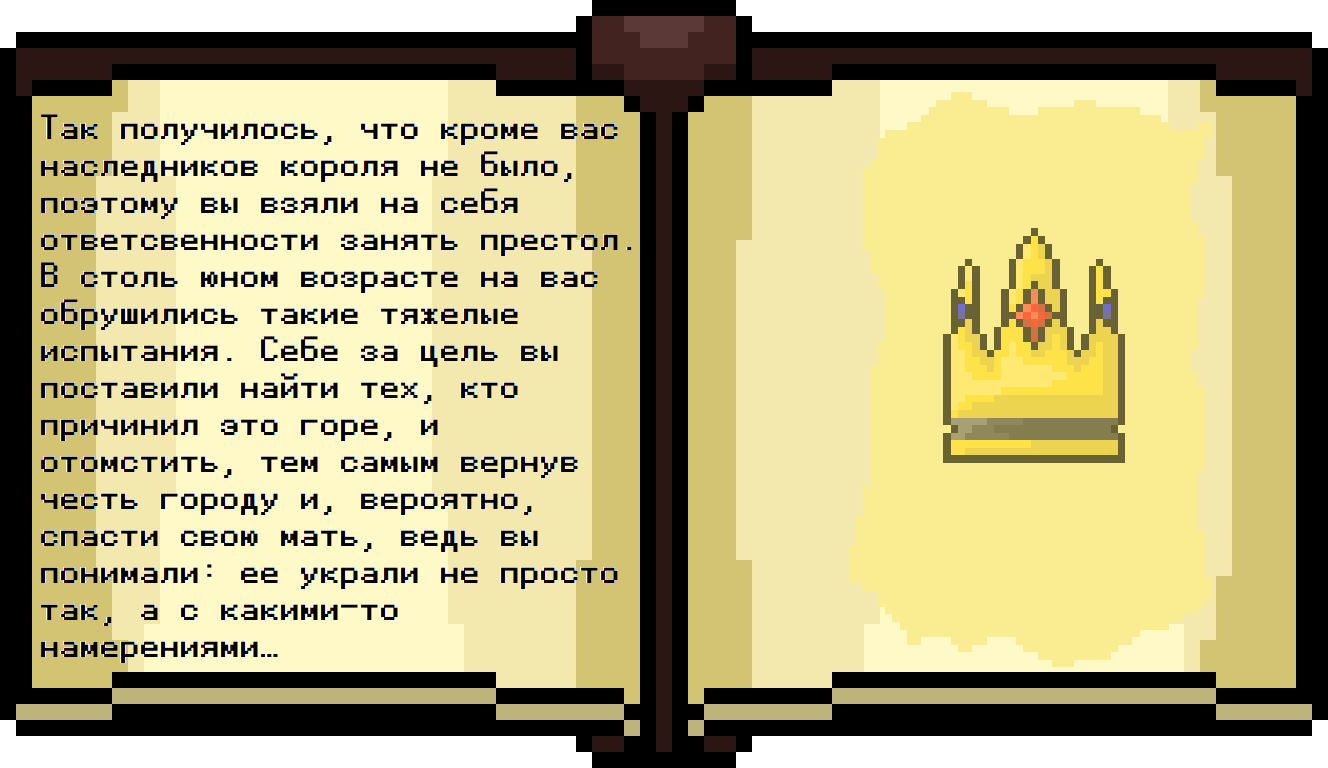 Так получилось, что кроме вас
наследников короля не было,
поэтому вы взяли на себя
ответсвенности занять престол.
В столь юном возрасте на вас
обрушились такие тяжелые
испытания. Себе за цель вы
поставили найти тех, кто
причинил это горе, и
отомстить, тем самым вернув
честь городу и, вероятно,
спасти свою мать, ведь вы
понимали: ее украли не просто
так, а с какими-то
намерениями…